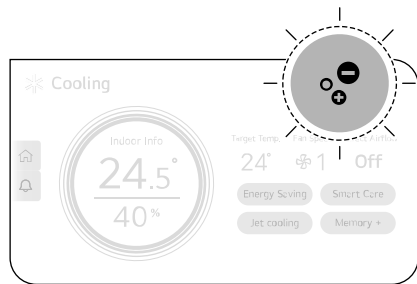 Cooling
Indoor Info
24.5°
40%
Target Temp.
24° 1 Off
Energy Saving Smart Care
Jet cooling Memory +